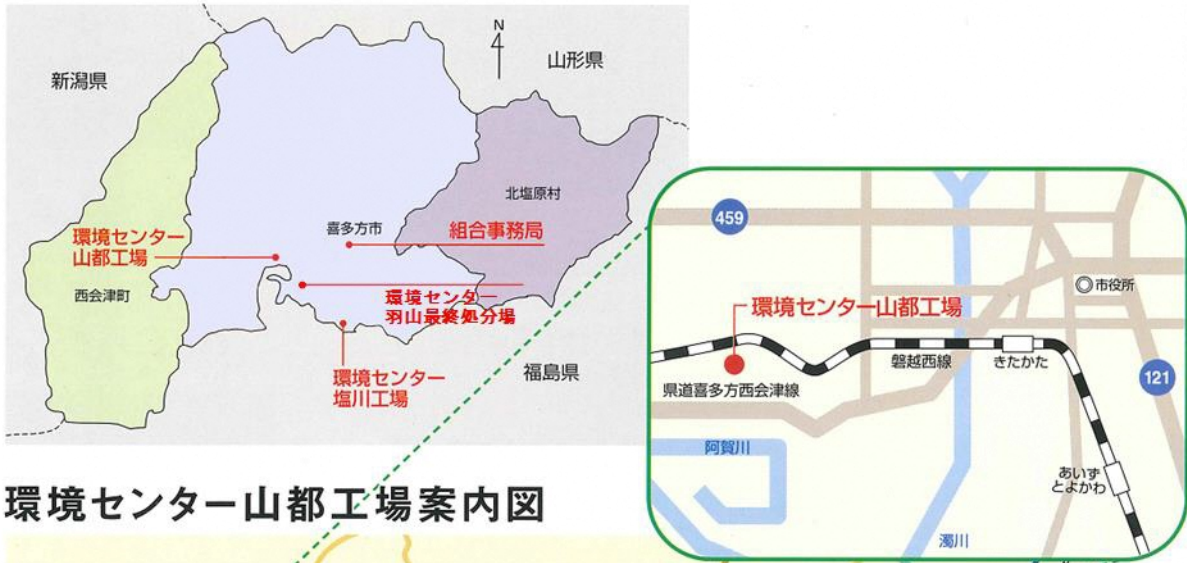 N
新潟県
山形県
北塩原村
喜多方市
組合事務局
環境センター
山都工場
西会津町
環境センター
羽山最終処分場
環境センター
塩川工場
福島県
環境センター山都工場案内図
459
市役所
環境センター山都工場
磐越西線
きたかた
121
県道喜多方西会津線
阿賀川
あいず
とよかわ
濁川